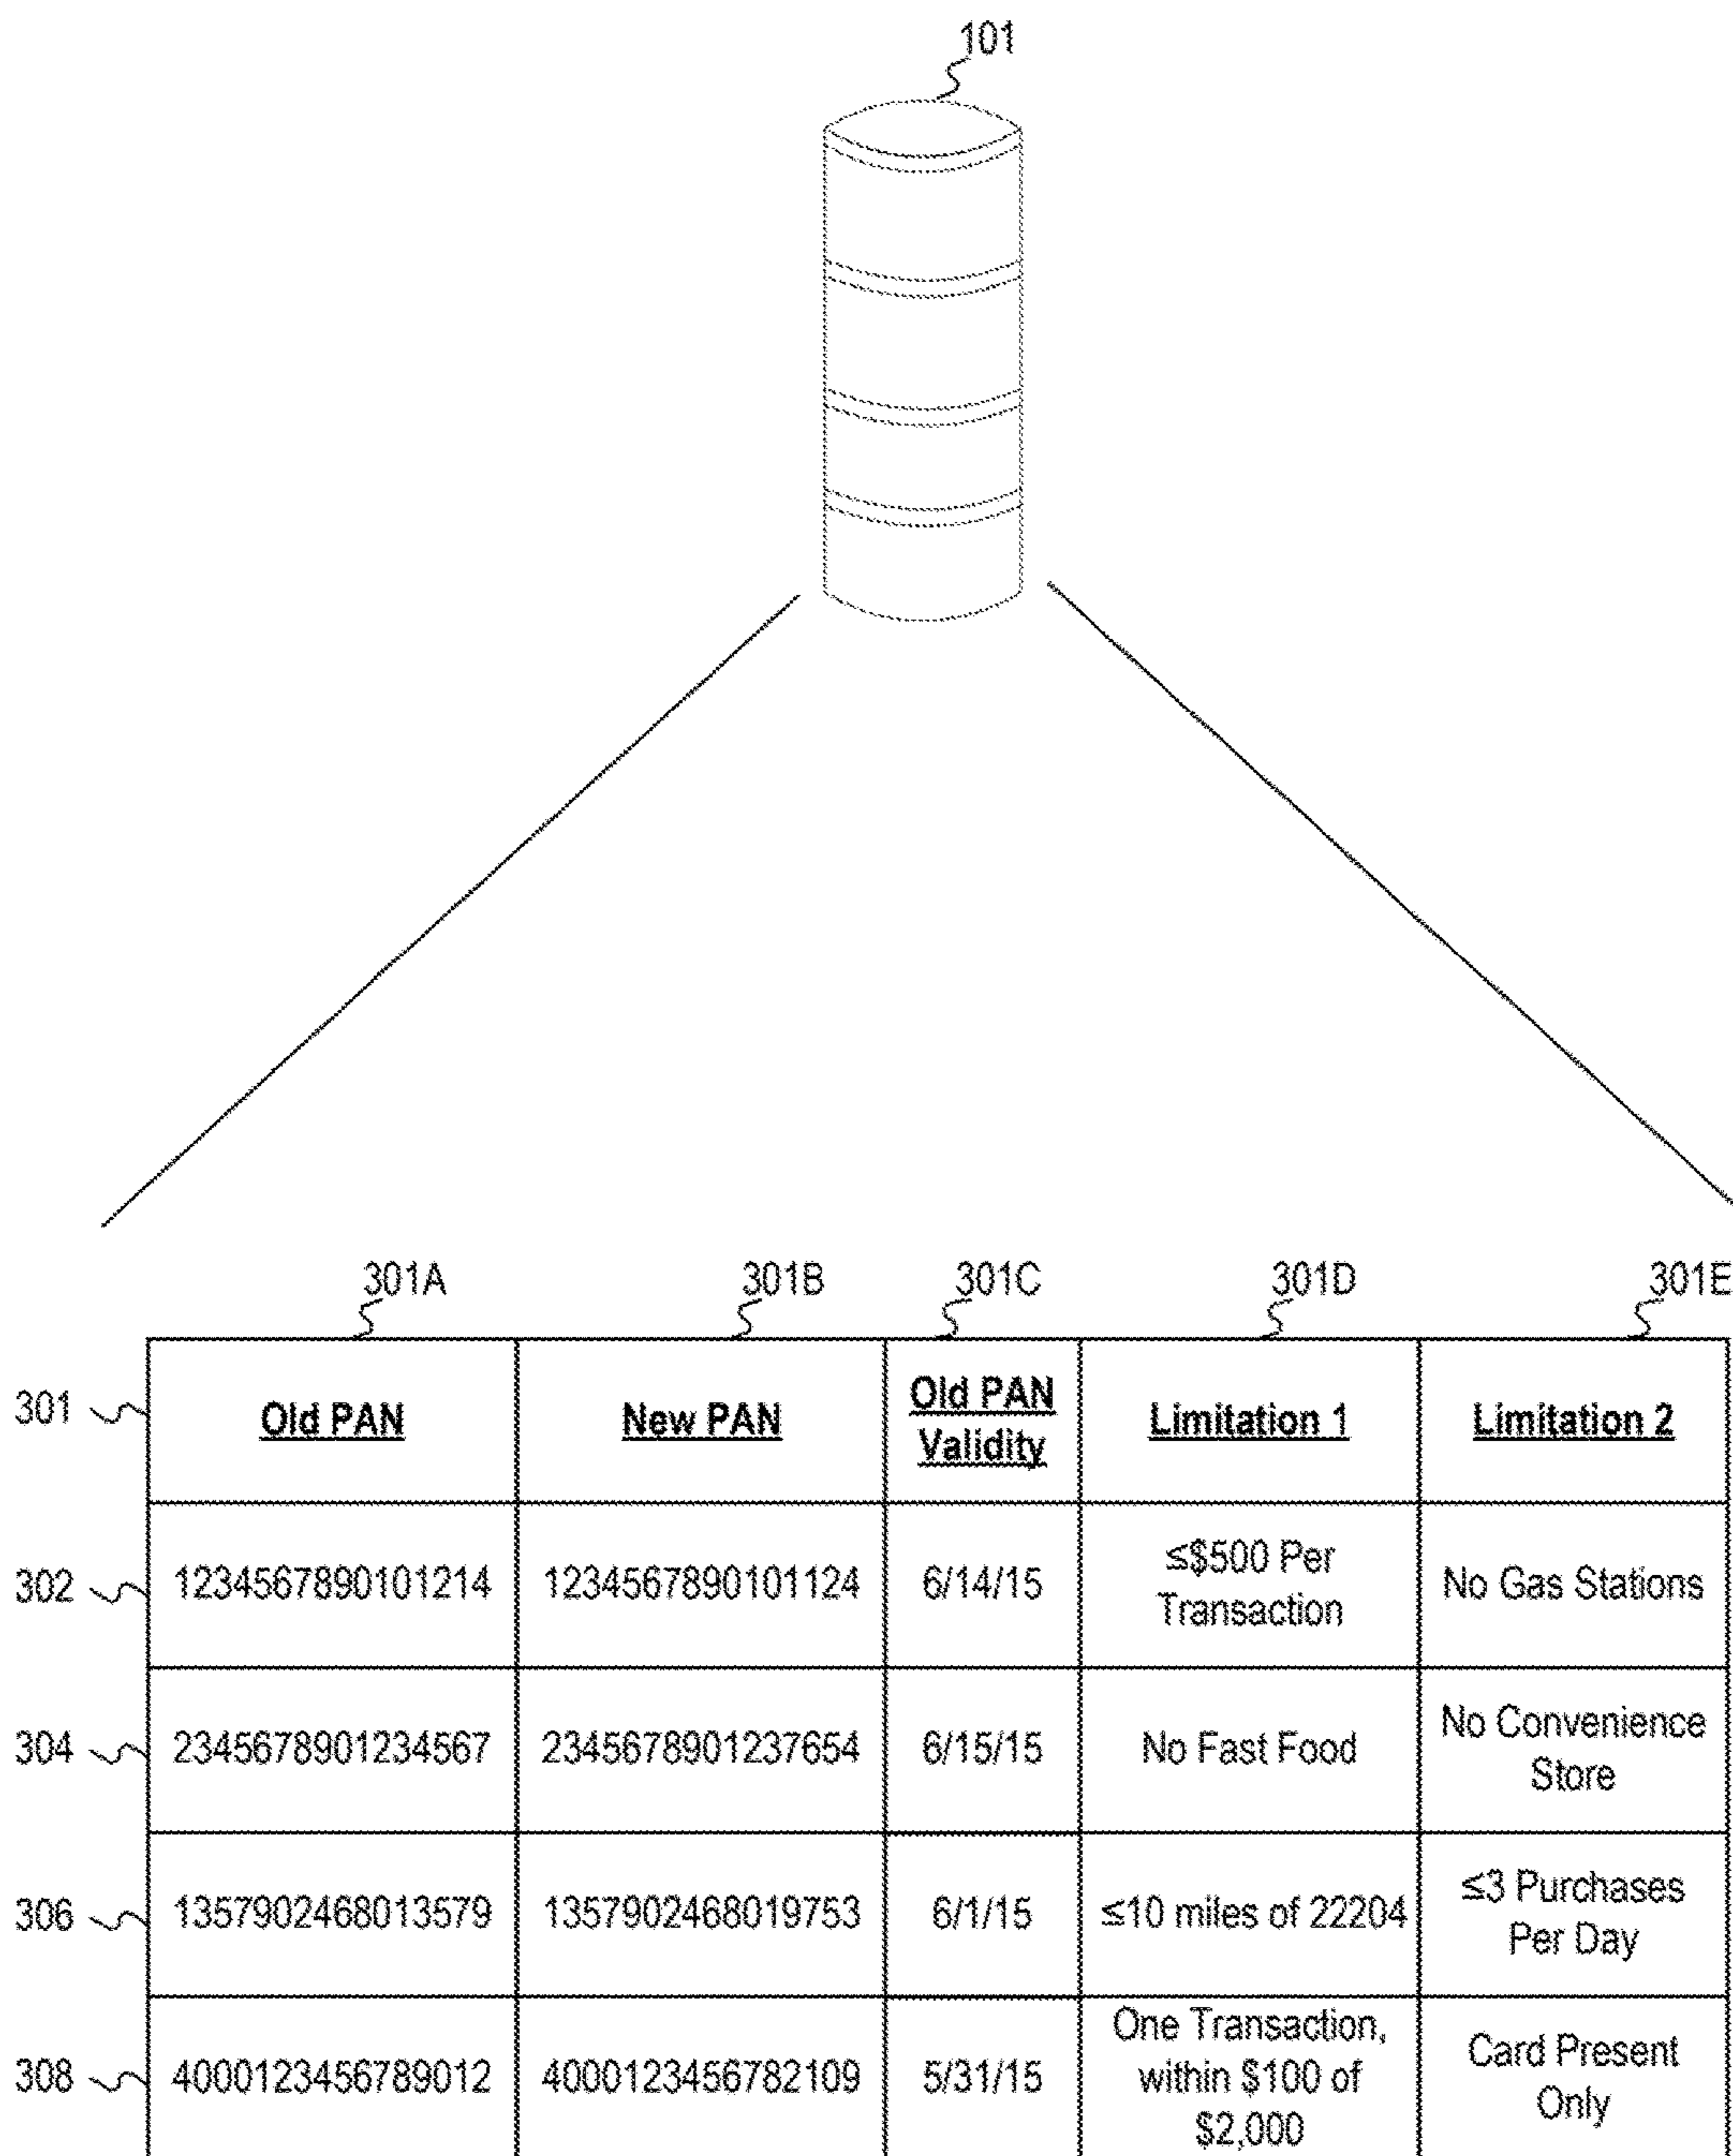 101
301A 301B 301C 301D 301E
301 Old PAN New PAN Old PAN Validity Limitation 1 Limitation 2
302 1234567890101214 1234567890101124 6/14/15 ≤$500 Per Transaction No Gas Stations
304 2345678901234567 2345678901237654 6/15/15 No Fast Food No Convenience Store
306 1357902468013579 1357902468019753 6/1/15 ≤10 miles of 22204 ≤3 Purchases Per Day
308 4000123456789012 4000123456782109 5/31/15 One Transaction, within $100 of $2,000 Card Present Only